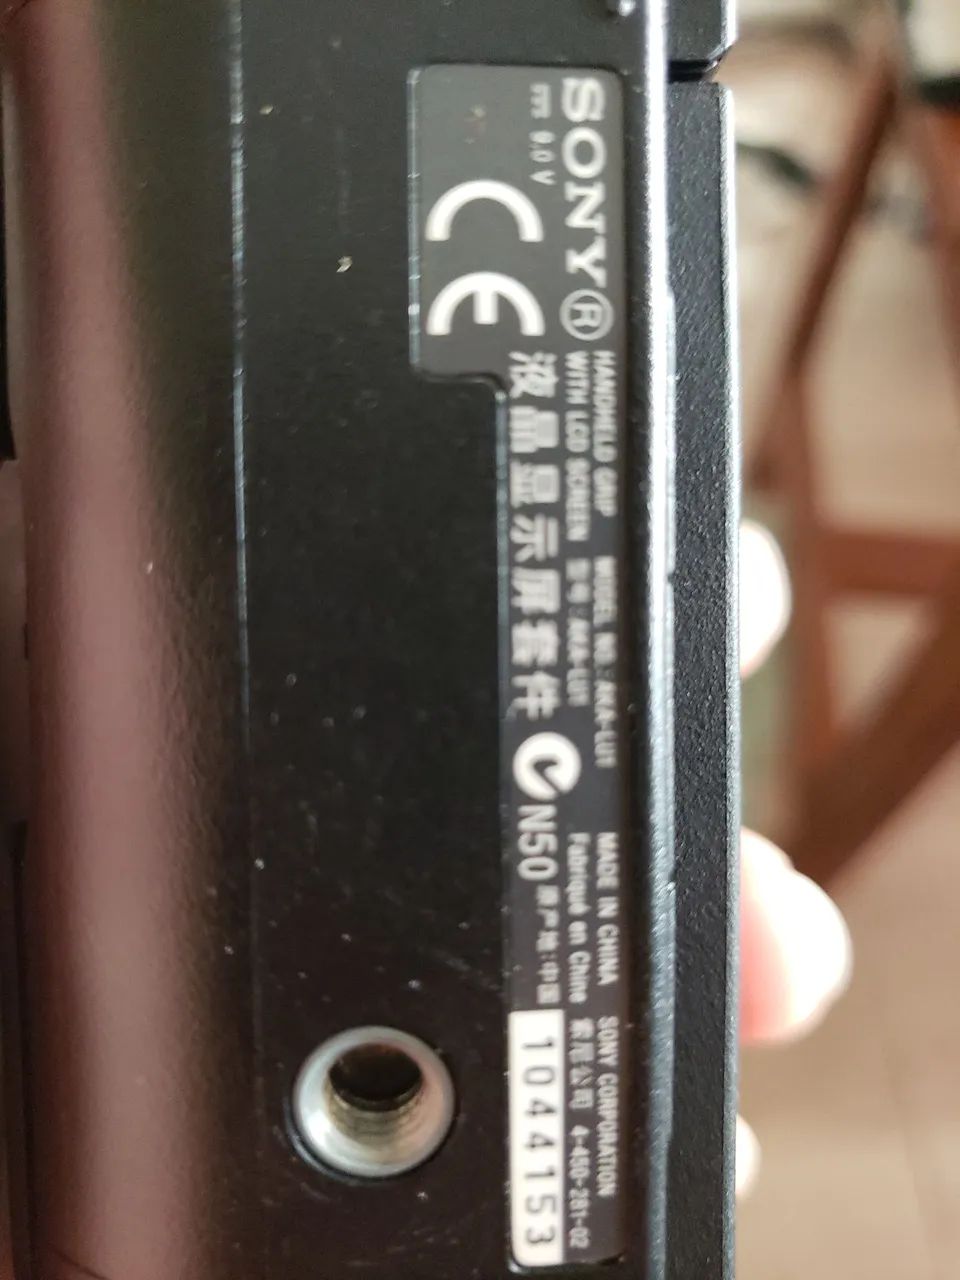 SONY®
⎓ 9.0 V
CE
HANDHELD GRIP
WITH LCD SCREEN
液晶显示屏套件
MODEL NO. AKA-LU1
型号:AKA-LU1
N50
MADE IN CHINA
Fabriqué en Chine
原产地:中国
SONY CORPORATION
索尼公司 4-450-281-02
1044153